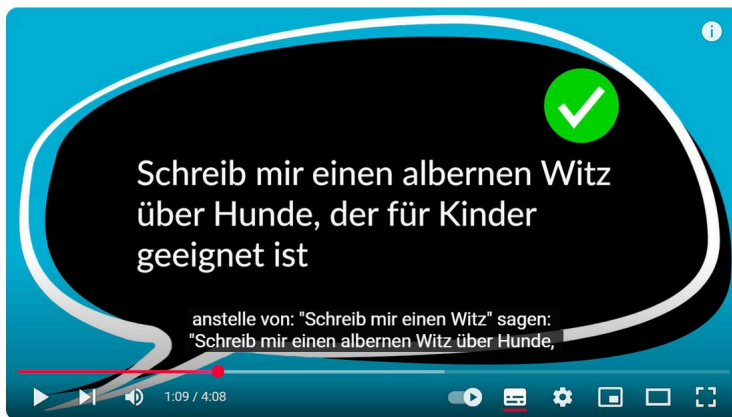 i
Schreib mir einen albernen Witz
über Hunde, der für Kinder
geeignet ist
anstelle von: "Schreib mir einen Witz" sagen:
"Schreib mir einen albernen Witz über Hunde,
1:09 / 4:08